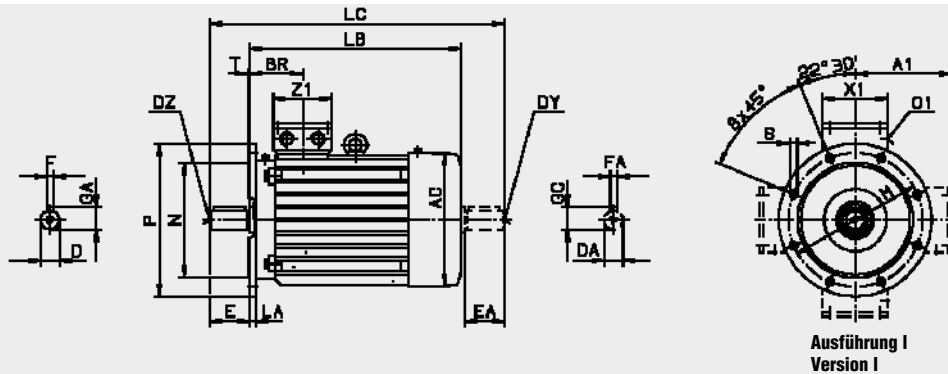 LC
LB
T
BR
Z1
DZ
DY
F
GA
D
P
N
AC
E
LA
FA
GC
DA
EA
22°30'
A1
8x45°
X1
O1
B
M
Ausführung I
Version I